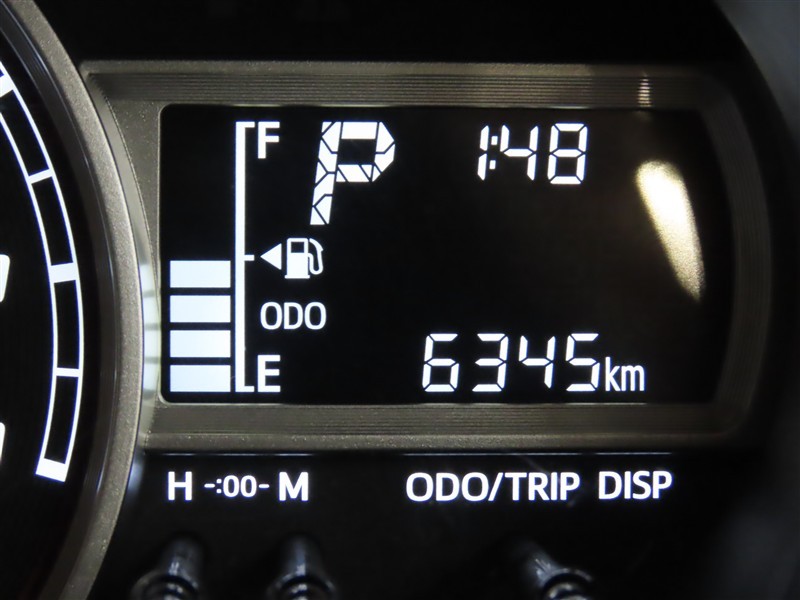 F P 1:48
ODO
E 6345km
H -:00- M ODO/TRIP DISP